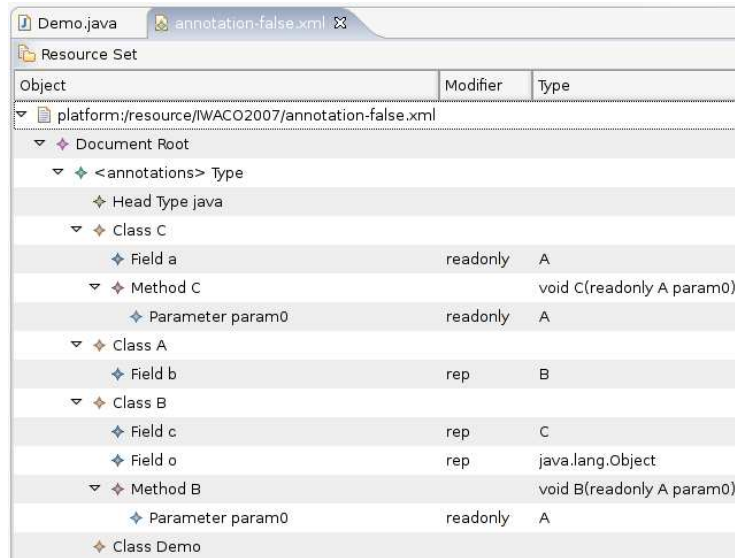 Demo.java annotation-false.xml
Resource Set
Object Modifier Type
platform:/resource/IWACO2007/annotation-false.xml
Document Root
<annotations> Type
Head Type java
Class C
Field a readonly A
Method C void C(readonly A param0)
Parameter param0 readonly A
Class A
Field b rep B
Class B
Field c rep C
Field o rep java.lang.Object
Method B void B(readonly A param0)
Parameter param0 readonly A
Class Demo